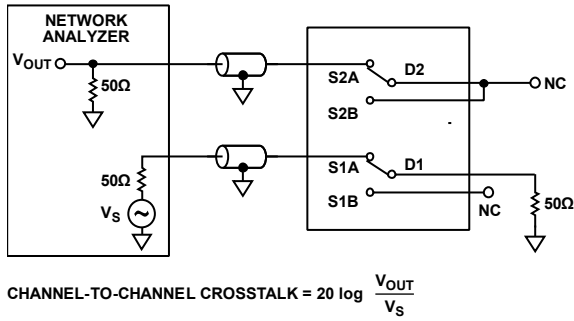 NETWORK
ANALYZER
VOUT
50Ω
S2A
D2
NC
S2B
50Ω
VS
S1A
D1
S1B
NC
50Ω
CHANNEL-TO-CHANNEL CROSSTALK = 20 log VOUT
VS